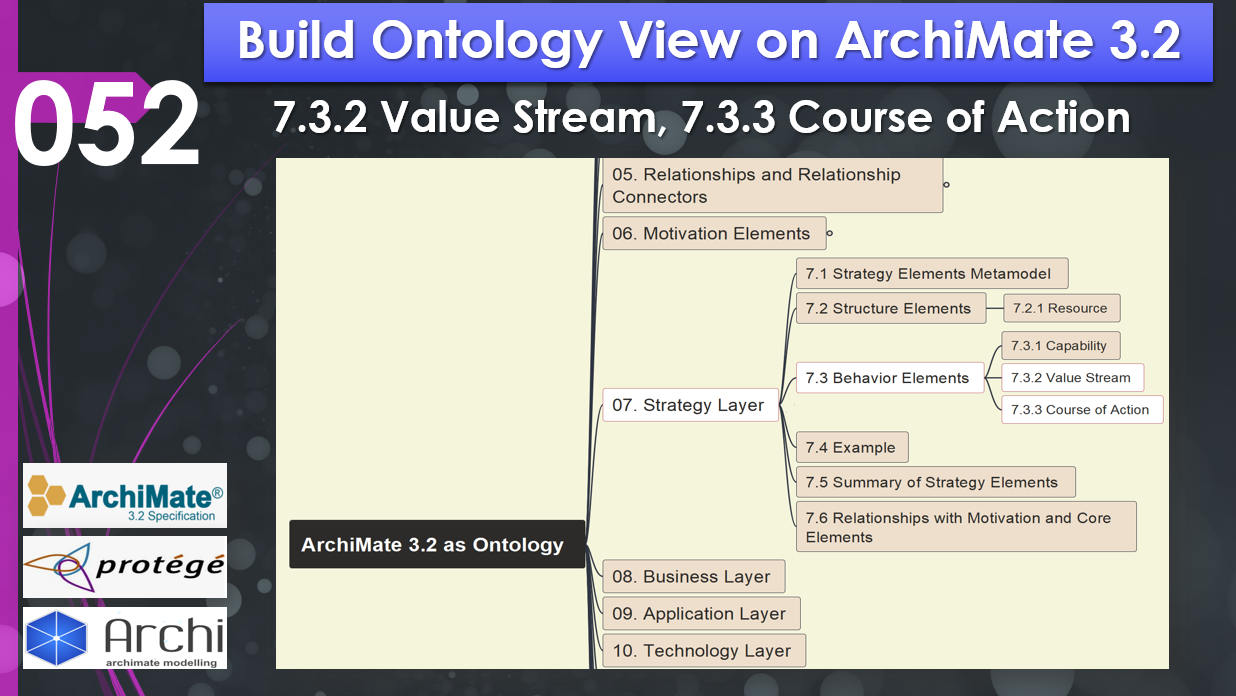 Build Ontology View on ArchiMate 3.2
052
7.3.2 Value Stream, 7.3.3 Course of Action
05. Relationships and Relationship
Connectors
06. Motivation Elements
7.1 Strategy Elements Metamodel
7.2 Structure Elements
7.2.1 Resource
7.3.1 Capability
7.3 Behavior Elements
7.3.2 Value Stream
7.3.3 Course of Action
07. Strategy Layer
7.4 Example
7.5 Summary of Strategy Elements
7.6 Relationships with Motivation and Core
Elements
ArchiMate 3.2 as Ontology
08. Business Layer
09. Application Layer
10. Technology Layer
ArchiMate®
3.2 Specification
protégé
Archi
archimate modelling